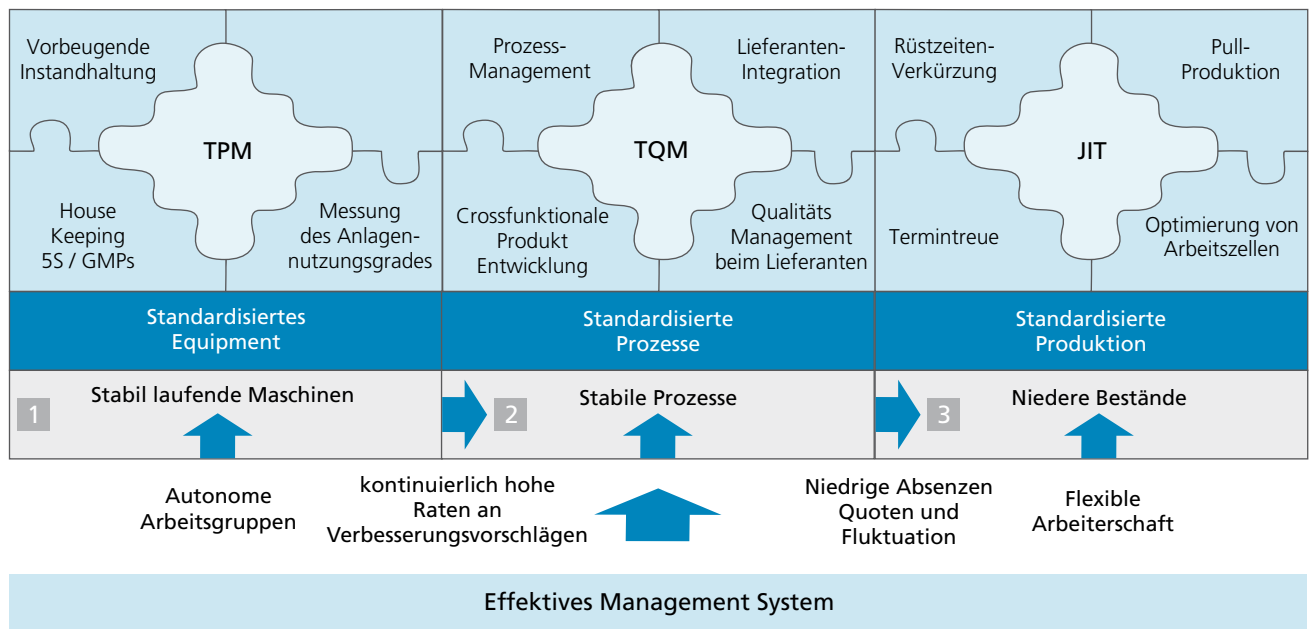 Vorbeugende
Instandhaltung
TPM
House
Keeping
5S / GMPs
Messung
des Anlagen-
nutzungsgrades
Prozess-
Management
Lieferanten-
Integration
TQM
Crossfunktionale
Produkt
Entwicklung
Qualitäts
Management
beim Lieferanten
Rüstzeiten-
Verkürzung
Pull-
Produktion
JIT
Termintreue
Optimierung von
Arbeitszellen
Standardisiertes
Equipment
Standardisierte
Prozesse
Standardisierte
Produktion
1
Stabil laufende Maschinen
2
Stabile Prozesse
3
Niedere Bestände
Autonome
Arbeitsgruppen
kontinuierlich hohe
Raten an
Verbesserungsvorschlägen
Niedrige Absenzen
Quoten und
Fluktuation
Flexible
Arbeiterschaft
Effektives Management System